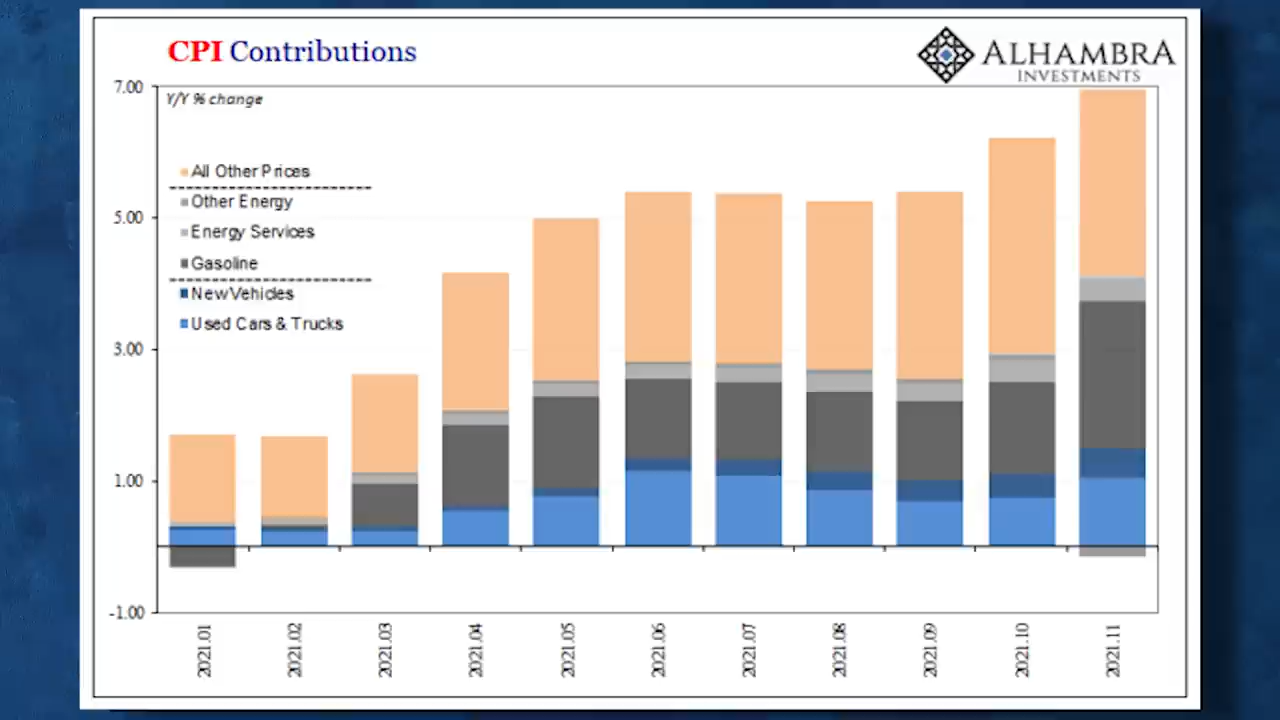 CPI Contributions
ALHAMBRA
INVESTMENTS
7.00
Y/Y % change
All Other Prices
Other Energy
5.00
Energy Services
Gasoline
New Vehicles
Used Cars & Trucks
3.00
1.00
-1.00
2021.01
2021.02
2021.03
2021.04
2021.05
2021.06
2021.07
2021.08
2021.09
2021.10
2021.11